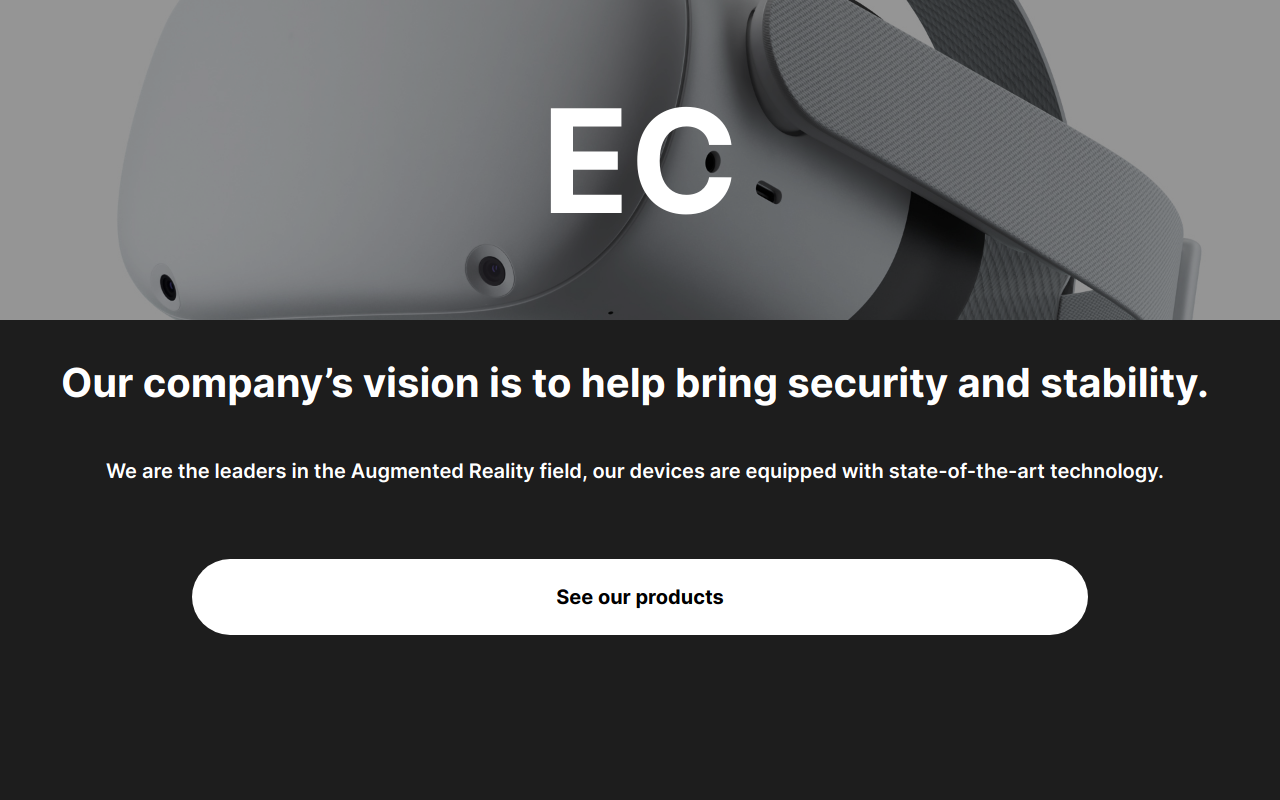 EC
Our company’s vision is to help bring security and stability.
We are the leaders in the Augmented Reality field, our devices are equipped with state-of-the-art technology.
See our products